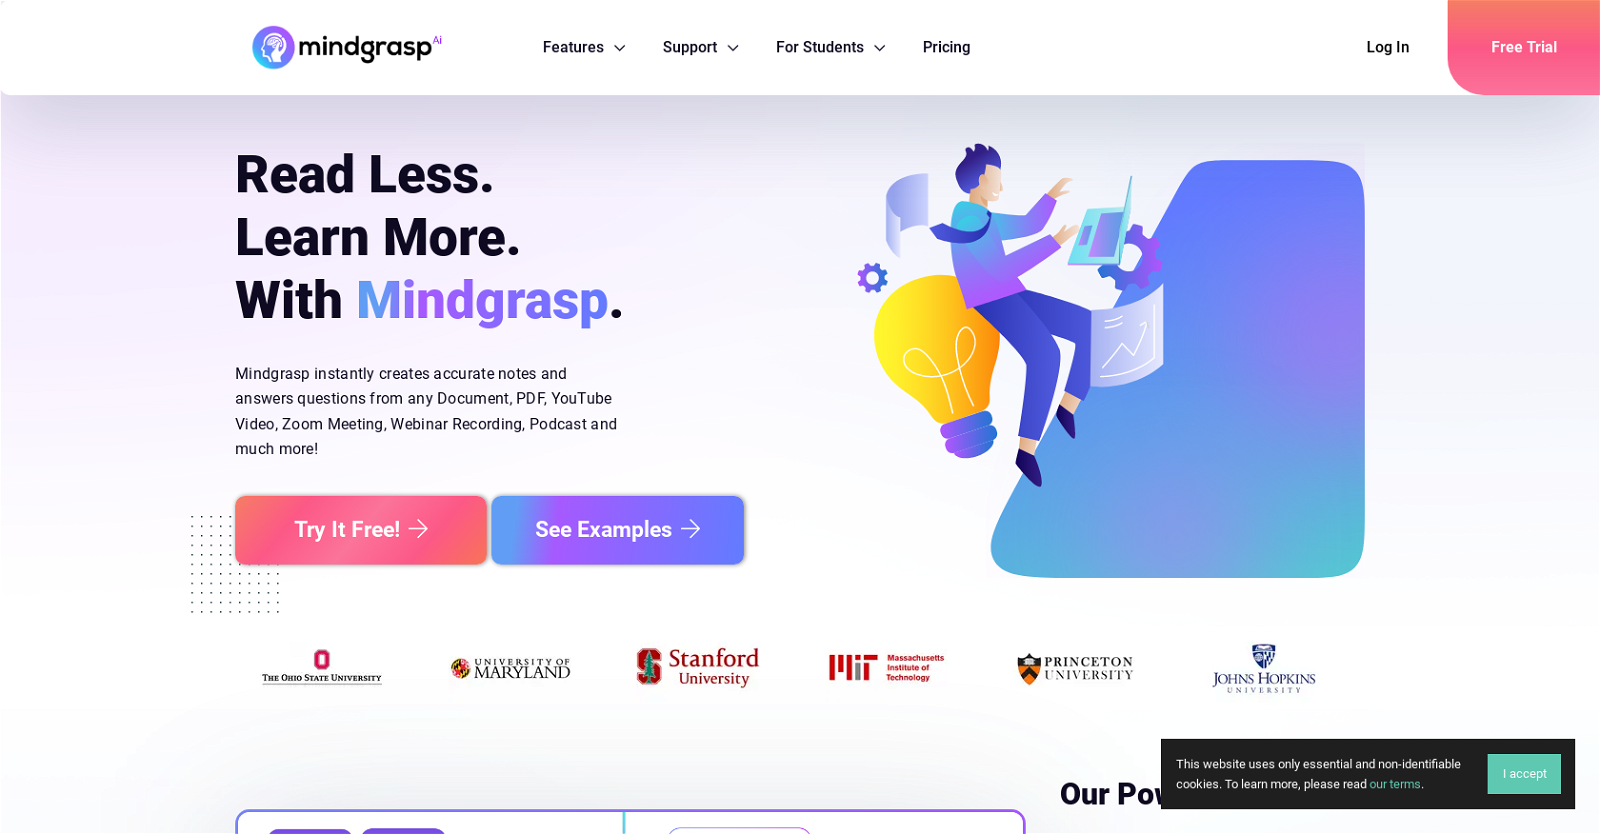 mindgrasp Ai
Features
Support
For Students
Pricing
Log In
Free Trial
Read Less.
Learn More.
With Mindgrasp.
Mindgrasp instantly creates accurate notes and
answers questions from any Document, PDF, YouTube
Video, Zoom Meeting, Webinar Recording, Podcast and
much more!
Try It Free!
See Examples
THE OHIO STATE UNIVERSITY
UNIVERSITY OF
MARYLAND
Stanford
University
MIT
Massachusetts
Institute of
Technology
PRINCETON
UNIVERSITY
JOHNS HOPKINS
UNIVERSITY
This website uses only essential and non-identifiable
cookies. To learn more, please read our terms.
I accept
Our Po